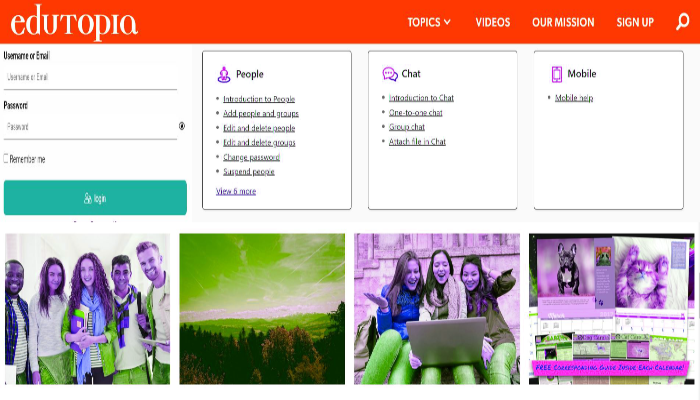 edutopia
TOPICS VIDEOS OUR MISSION SIGN UP
Username or Email
Username or Email
Password
Password
Remember me
login
People
Introduction to People
Add people and groups
Edit and delete people
Edit and delete groups
Change password
Suspend people
View 6 more
Chat
Introduction to Chat
One-to-one chat
Group chat
Attach file in Chat
Mobile
Mobile help
FREE Correspanding Guide Inside Each Calendar!